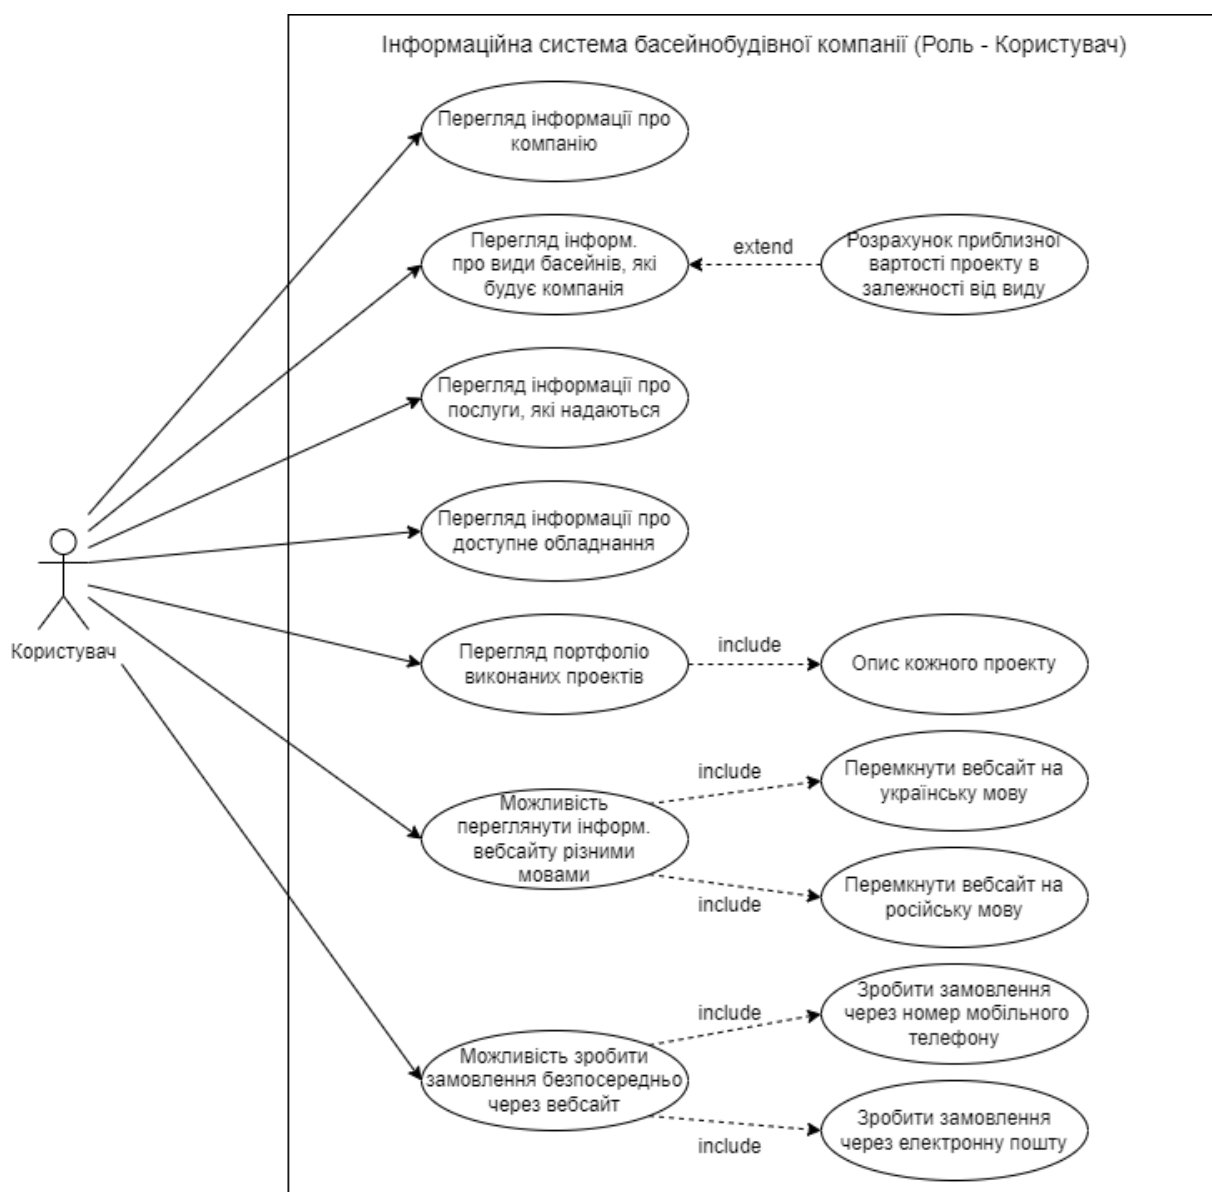 Інформаційна система басейнобудівної компанії (Роль - Користувач)
Перегляд інформації про
компанію
Перегляд інформ.
про види басейнів, які
будує компанія
extend
Розрахунок приблизної
вартості проекту в
залежності від виду
Перегляд інформації про
послуги, які надаються
Перегляд інформації про
доступне обладнання
Користувач
Перегляд портфоліо
виконаних проектів
include
Опис кожного проекту
Можливість
переглянути інформ.
вебсайту різними
мовами
include
Перемкнути вебсайт на
українську мову
include
Перемкнути вебсайт на
російську мову
Можливість зробити
замовлення безпосередньо
через вебсайт
include
Зробити замовлення
через номер мобільного
телефону
include
Зробити замовлення
через електронну пошту